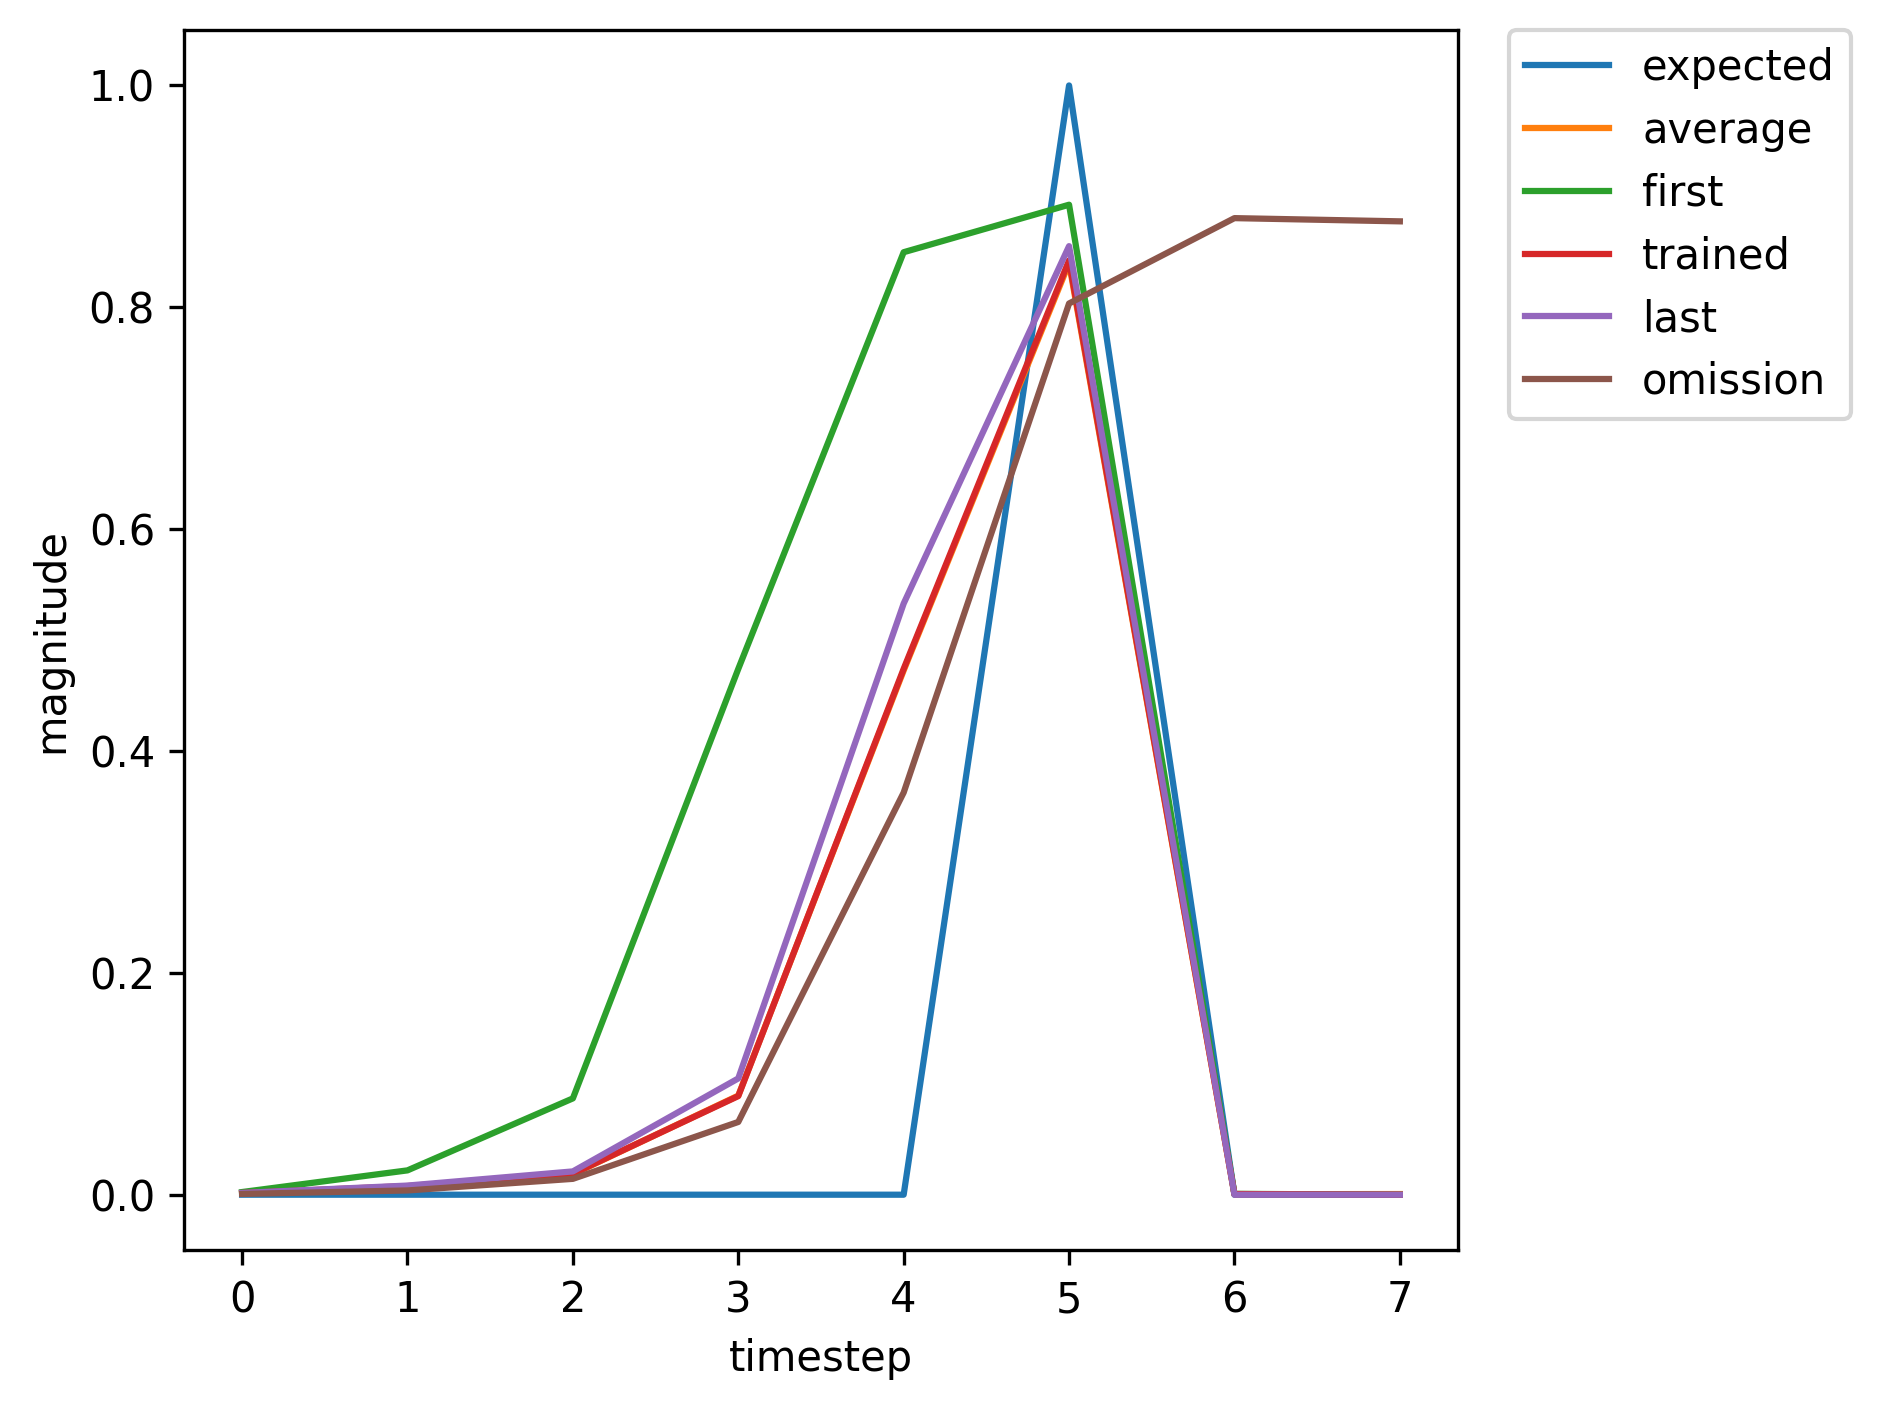 1.0
0.8
0.6
0.4
0.2
0.0
magnitude
0 1 2 3 4 5 6 7
timestep
expected
average
first
trained
last
omission